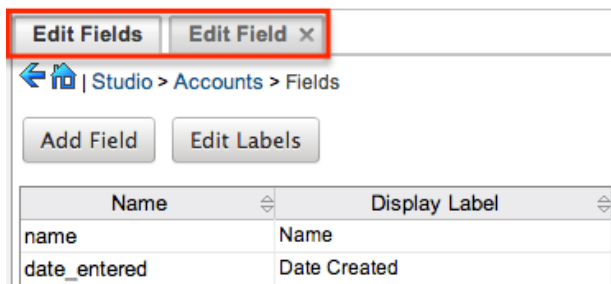 Edit Fields Edit Field ×
| Studio > Accounts > Fields
Add Field Edit Labels
Name Display Label
name Name
date_entered Date Created